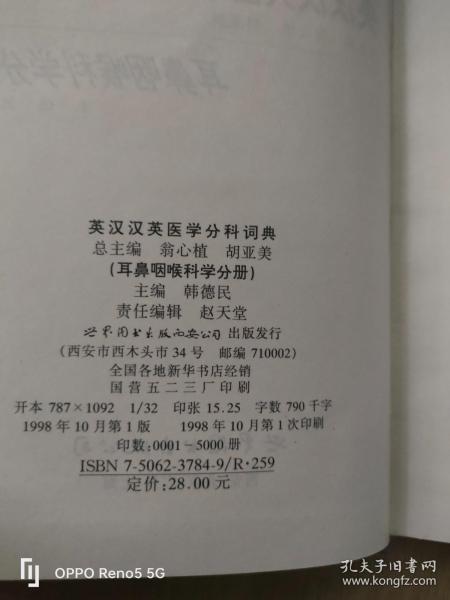 英汉汉英医学分科词典
总主编 翁心植 胡亚美
(耳鼻咽喉科学分册)
主编 韩德民
责任编辑 赵天堂
世界图书出版西安公司 出版发行
(西安市西木头市34号 邮编 710002)
全国各地新华书店经销
国营五二三厂印刷
开本 787×1092 1/32 印张 15.25 字数 790千字
1998年10月第1版 1998年10月第1次印刷
印数:0001-5000册
ISBN 7-5062-3784-9/R·259
定价:28.00元
OPPO Reno5 5G
孔夫子旧书网
www.kongfz.com